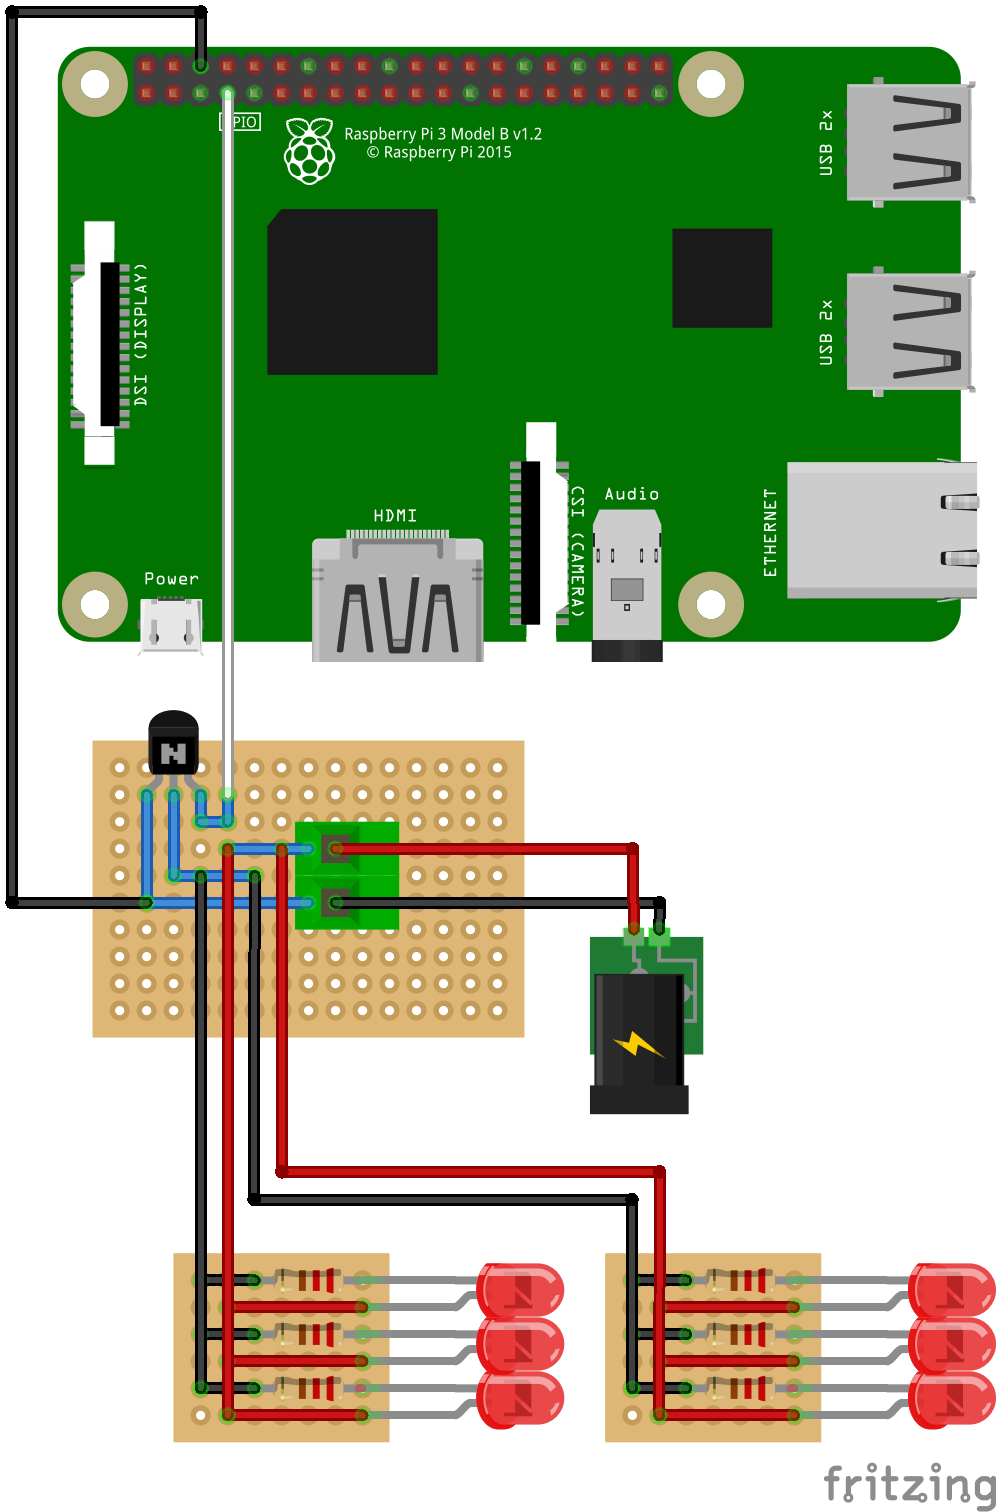 GPIO
Raspberry Pi 3 Model B v1.2
© Raspberry Pi 2015
USB 2x
DSI (DISPLAY)
USB 2x
Audio
CSI (CAMERA)
ETHERNET
HDMI
Power
N
fritzing